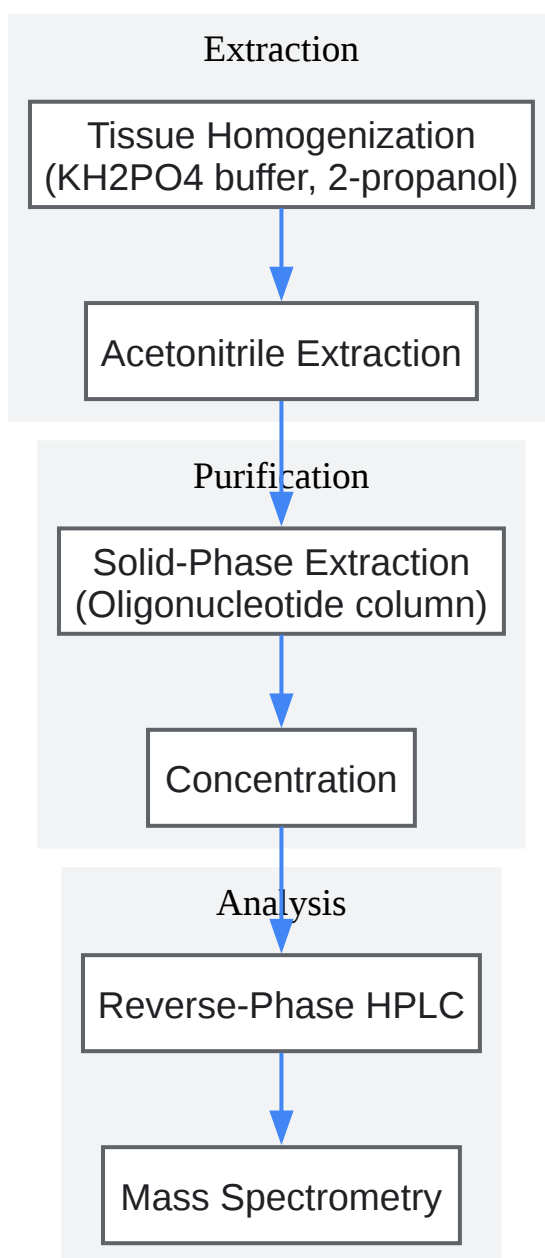 Extraction
Tissue Homogenization
(KH2PO4 buffer, 2-propanol)
Acetonitrile Extraction
Purification
Solid-Phase Extraction
(Oligonucleotide column)
Concentration
Analysis
Reverse-Phase HPLC
Mass Spectrometry